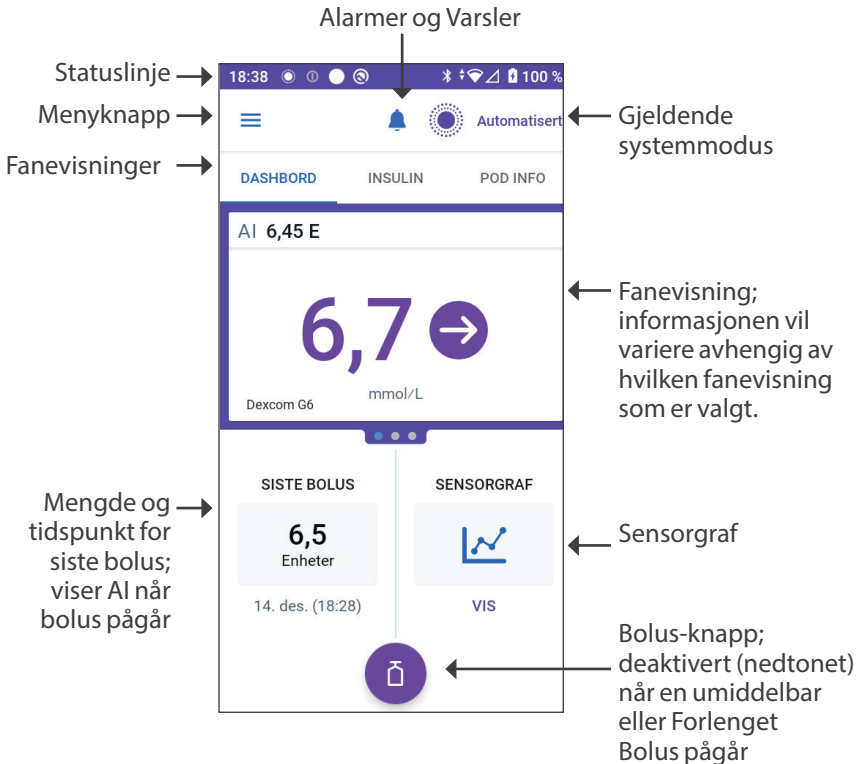 Alarmer og Varsler
Statuslinje
18:38
100 %
Menyknapp
Automatisert
Gjeldende
systemmodus
Fanevisninger
DASHBORD
INSULIN
POD INFO
AI 6,45 E
6,7
mmol/L
Dexcom G6
Fanevisning;
informasjonen vil
variere avhengig av
hvilken fanevisning
som er valgt.
Mengde og
tidspunkt for
siste bolus;
viser AI når
bolus pågår
SISTE BOLUS
6,5
Enheter
14. des. (18:28)
SENSORGRAF
VIS
Sensorgraf
Bolus-knapp;
deaktivert (nedtonet)
når en umiddelbar
eller Forlenget
Bolus pågår